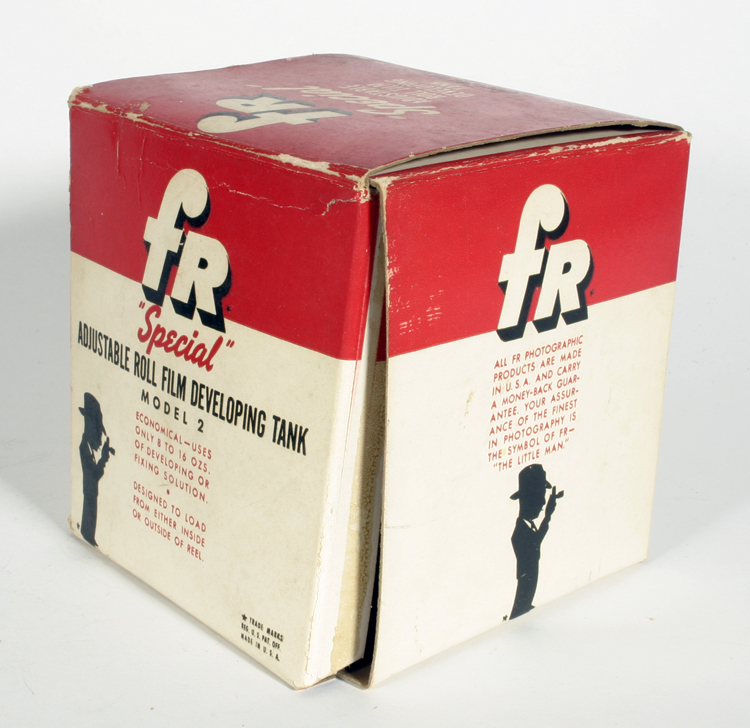 fR
Special
fR
"Special"
ADJUSTABLE ROLL FILM DEVELOPING TANK
MODEL 2
ECONOMICAL—USES
ONLY 8 TO 16 OZS.
OF DEVELOPING OR
FIXING SOLUTION.
DESIGNED TO LOAD
FROM EITHER INSIDE
OR OUTSIDE OF REEL.
★ TRADE MARKS
REG. U.S. PAT. OFF.
MADE IN U.S.A.
fR
ALL FR PHOTOGRAPHIC
PRODUCTS ARE MADE
IN U.S.A. AND CARRY
A MONEY-BACK GUAR-
ANTEE. YOUR ASSUR-
ANCE OF THE FINEST
IN PHOTOGRAPHY IS
THE SYMBOL OF FR—
"THE LITTLE MAN."